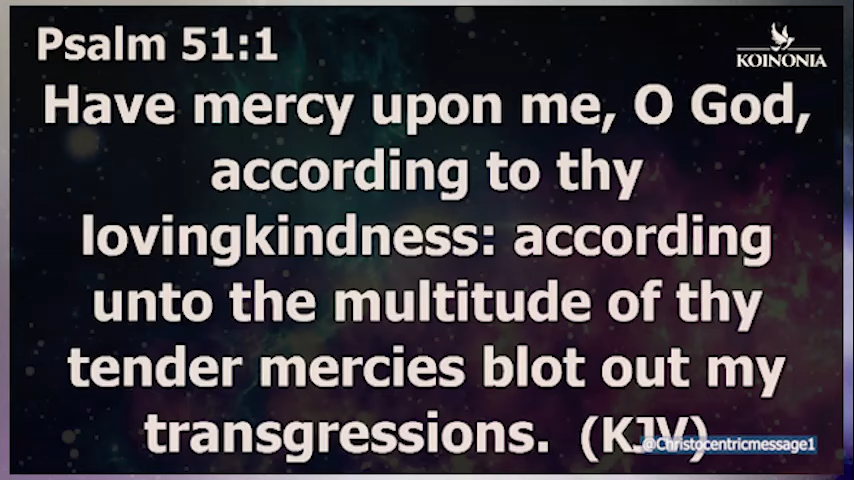 Psalm 51:1
KOINONIA
Have mercy upon me, O God,
according to thy
lovingkindness: according
unto the multitude of thy
tender mercies blot out my
transgressions. (KJV)
@Christocentricmessage1